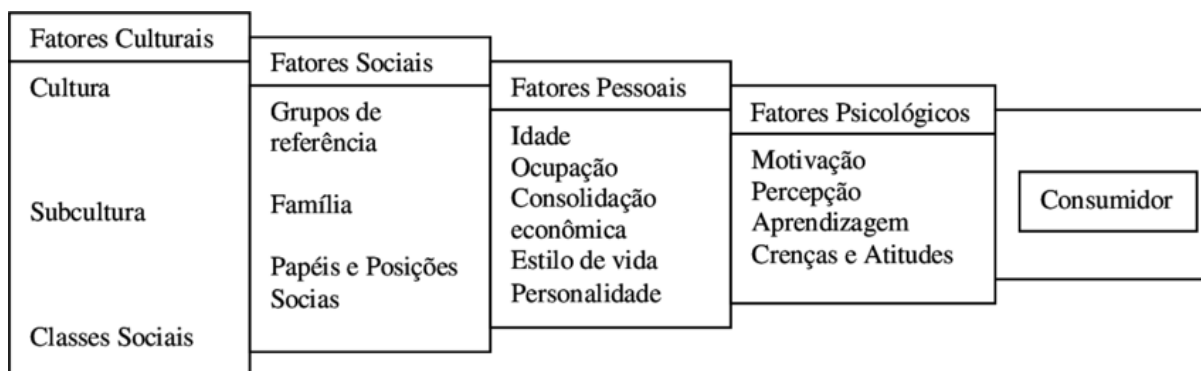 Fatores Culturais
Cultura
Subcultura
Classes Sociais
Fatores Sociais
Grupos de
referência
Família
Papéis e Posições
Socias
Fatores Pessoais
Idade
Ocupação
Consolidação
econômica
Estilo de vida
Personalidade
Fatores Psicológicos
Motivação
Percepção
Aprendizagem
Crenças e Atitudes
Consumidor